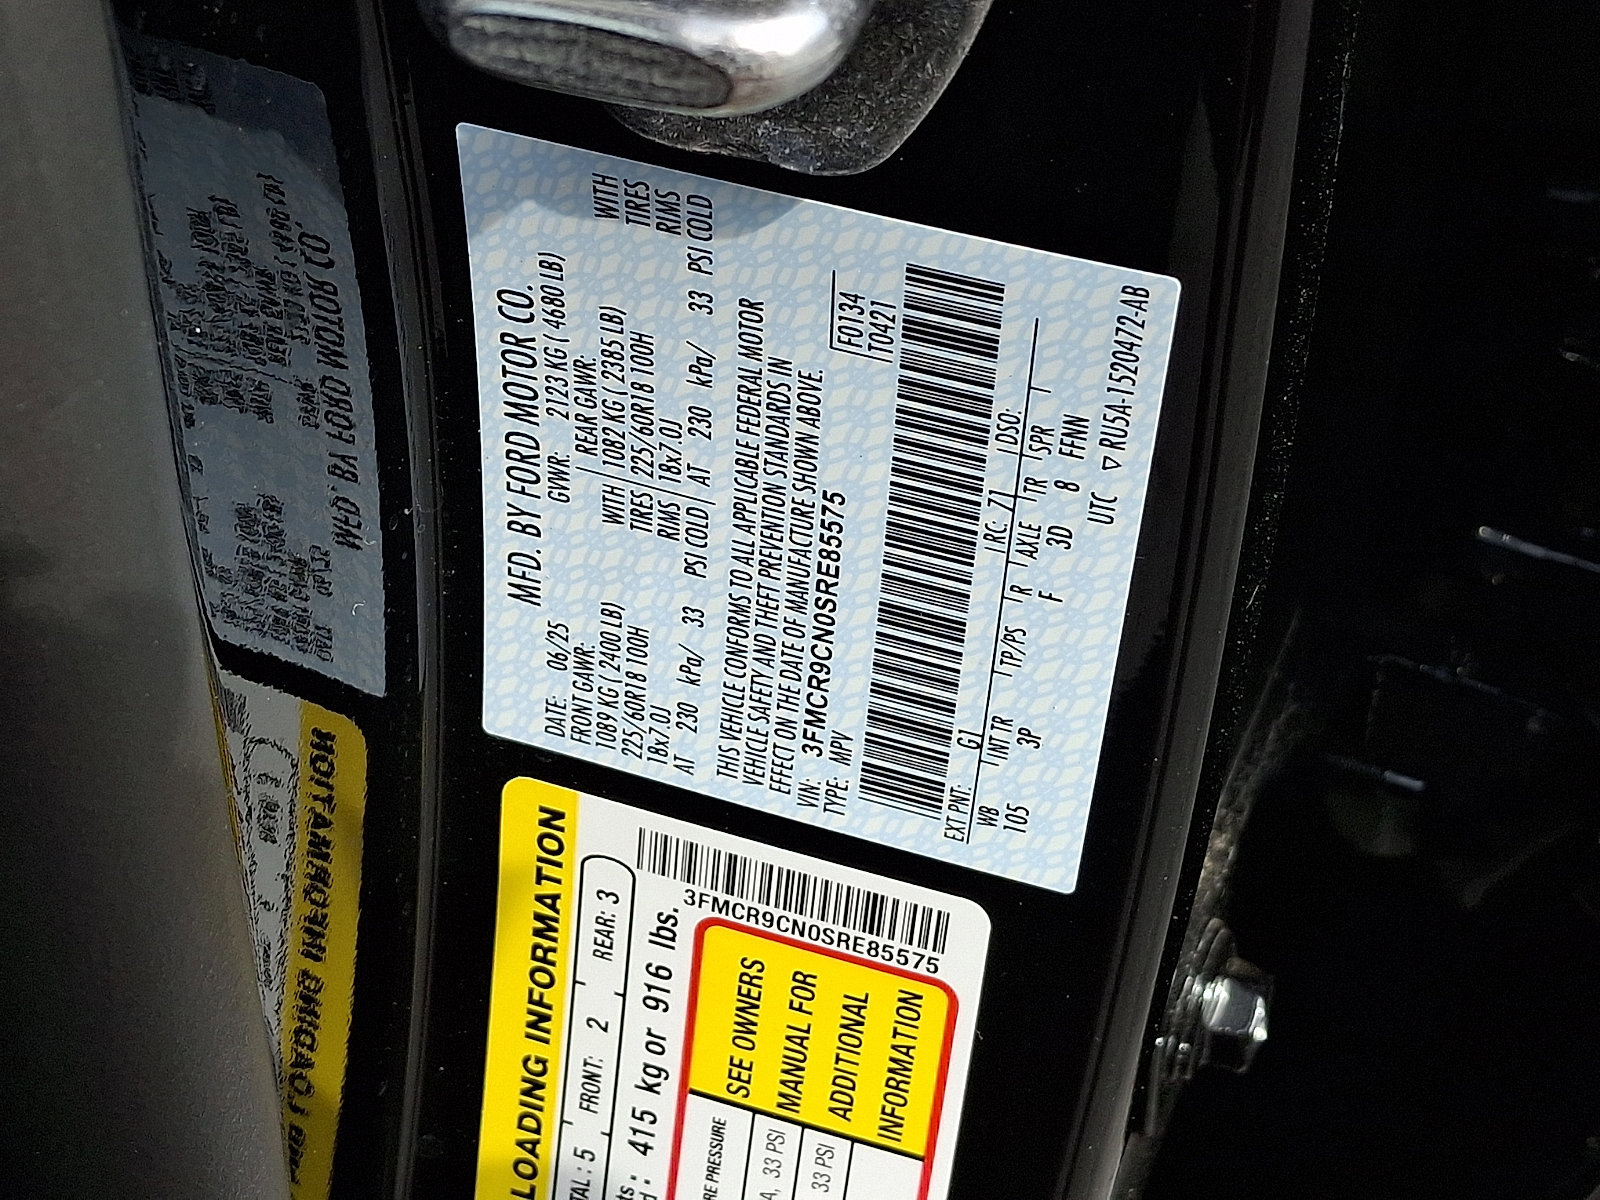 MFD. BY FORD MOTOR CO.
DATE: 06/25 GVWR: 2123 KG ( 4680 LB)
FRONT GAWR: REAR GAWR:
1089 KG ( 2400 LB) WITH 1082 KG ( 2385 LB) WITH
225/60R18 100H TIRES 225/60R18 100H TIRES
18x7.0J RIMS 18x7.0J RIMS
AT 230 kPa/ 33 PSI COLD AT 230 kPa/ 33 PSI COLD
THIS VEHICLE CONFORMS TO ALL APPLICABLE FEDERAL MOTOR
VEHICLE SAFETY AND THEFT PREVENTION STANDARDS IN
EFFECT ON THE DATE OF MANUFACTURE SHOWN ABOVE.
VIN: 3FMCR9CN0SRE85575
TYPE: MPV
F0134
T0421
EXT PNT: G1 RC: 71 DSO:
WB INT TR TP/PS R AXLE TR SPR
105 3P F 3D 8 FFNN
UTC ▽ RU5A-1520472-AB
LOADING INFORMATION
TAL : 5 FRONT: 2 REAR: 3
415 kg or 916 lbs.
3FMCR9CN0SRE85575
RE PRESSURE
33 PSI
33 PSI
SEE OWNERS
MANUAL FOR
ADDITIONAL
INFORMATION